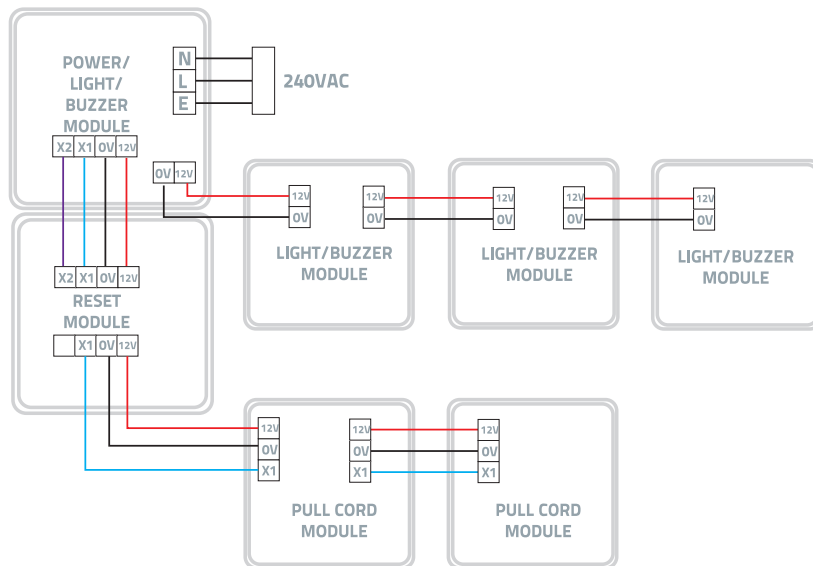 POWER/
LIGHT/
BUZZER
MODULE
N
L
E
240VAC
X2 X1 0V 12V
0V 12V
12V
0V
12V
0V
LIGHT/BUZZER
MODULE
12V
0V
12V
0V
LIGHT/BUZZER
MODULE
12V
0V
LIGHT/BUZZER
MODULE
X2 X1 0V 12V
RESET
MODULE
X1 0V 12V
12V
0V
X1
12V
0V
X1
PULL CORD
MODULE
12V
0V
X1
PULL CORD
MODULE